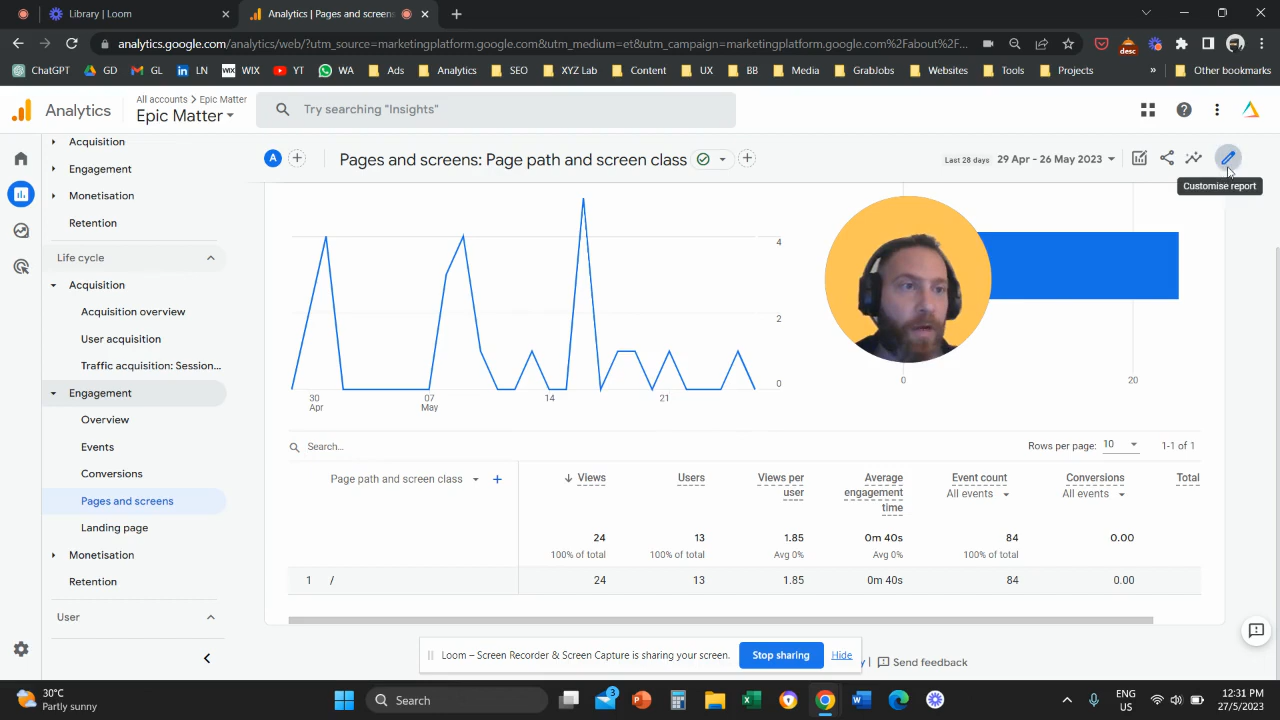 Library | Loom
Analytics | Pages and screens
analytics.google.com/analytics/web/?utm_source=marketingplatform.google.com&utm_medium=et&utm_campaign=marketingplatform.google.com%2Fabout%2F...
ChatGPT GD GL LN WIX YT WA Ads Analytics SEO XYZ Lab Content UX BB Media GrabJobs Websites Tools Projects » Other bookmarks
desc
WIX
Analytics
All accounts > Epic Matter
Epic Matter
Try searching "Insights"
Acquisition
Engagement
Monetisation
Retention
Life cycle
Acquisition
Acquisition overview
User acquisition
Traffic acquisition: Session...
Engagement
Overview
Events
Conversions
Pages and screens
Landing page
Monetisation
Retention
User
A
Pages and screens: Page path and screen class
Last 28 days 29 Apr - 26 May 2023
Customise report
4
2
0
30
Apr
07
May
14
21
0
20
Search...
Rows per page: 10
1-1 of 1
Page path and screen class
Views
Users
Views per
user
Average
engagement
time
Event count
All events
Conversions
All events
Total
24
13
1.85
0m 40s
84
0.00
100% of total
100% of total
Avg 0%
Avg 0%
100% of total
1 / 24 13 1.85 0m 40s 84 0.00
Loom – Screen Recorder & Screen Capture is sharing your screen.
Stop sharing
Hide
y | Send feedback
30°C
Partly sunny
Search
3
ENG
US
12:31 PM
27/5/2023